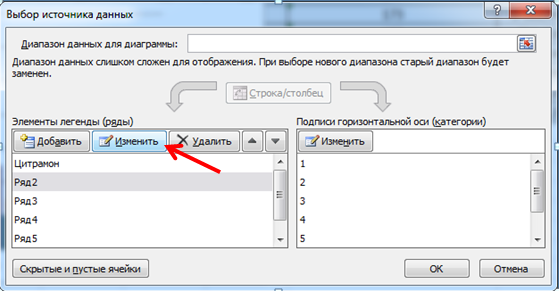 Выбор источника данных
Диапазон данных для диаграммы:
Диапазон данных слишком сложен для отображения. При выборе нового диапазона старый диапазон будет
заменен.
Строка/столбец
Элементы легенды (ряды)
Подписи горизонтальной оси (категории)
Добавить Изменить Удалить
Изменить
Цитрамон
1
Ряд2
2
Ряд3
3
Ряд4
4
Ряд5
5
Скрытые и пустые ячейки
ОК
Отмена